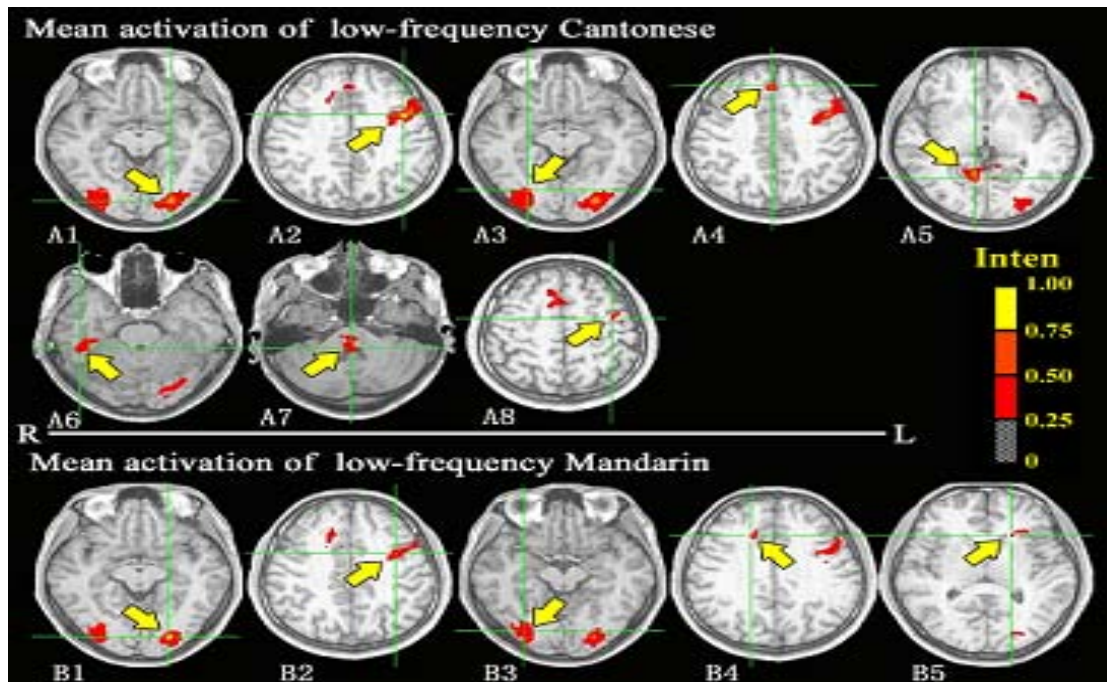 Mean activation of low-frequency Cantonese
A1 A2 A3 A4 A5
Inten
1.00
0.75
0.50
0.25
0
A6 A7 A8
R L
Mean activation of low-frequency Mandarin
B1 B2 B3 B4 B5